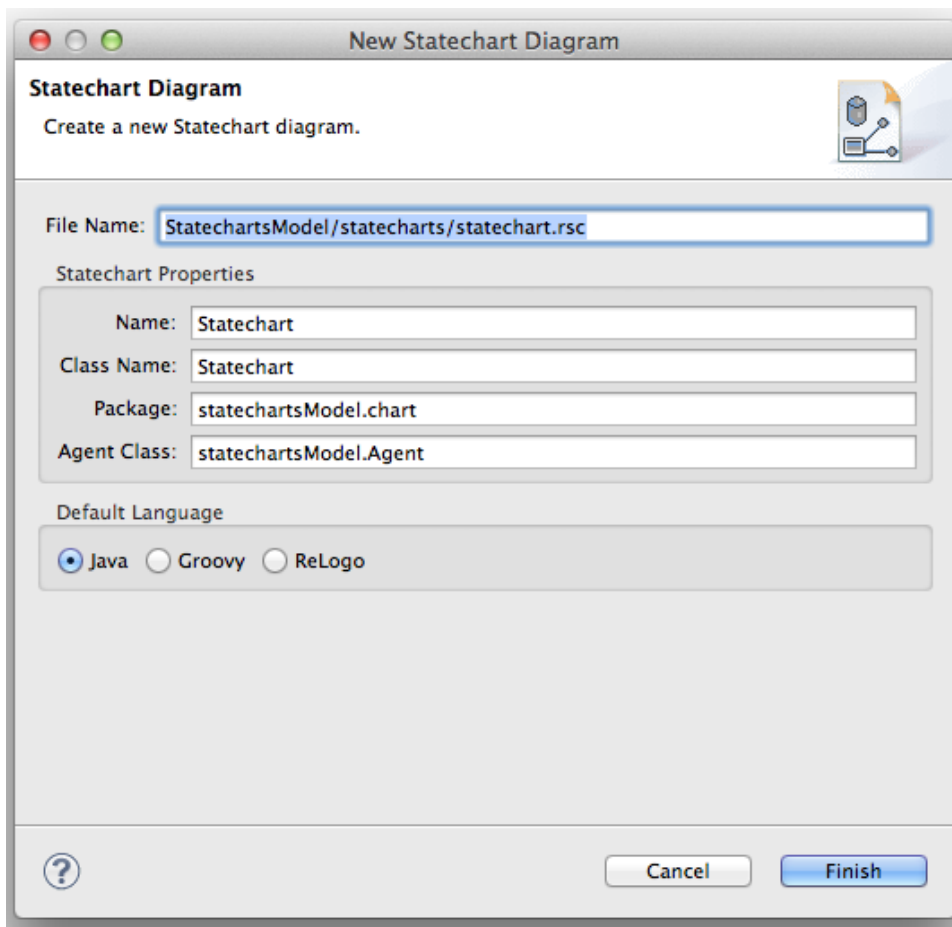 New Statechart Diagram
Statechart Diagram
Create a new Statechart diagram.
File Name: StatechartsModel/statecharts/statechart.rsc
Statechart Properties
Name: Statechart
Class Name: Statechart
Package: statechartsModel.chart
Agent Class: statechartsModel.Agent
Default Language
Java Groovy ReLogo
? Cancel Finish